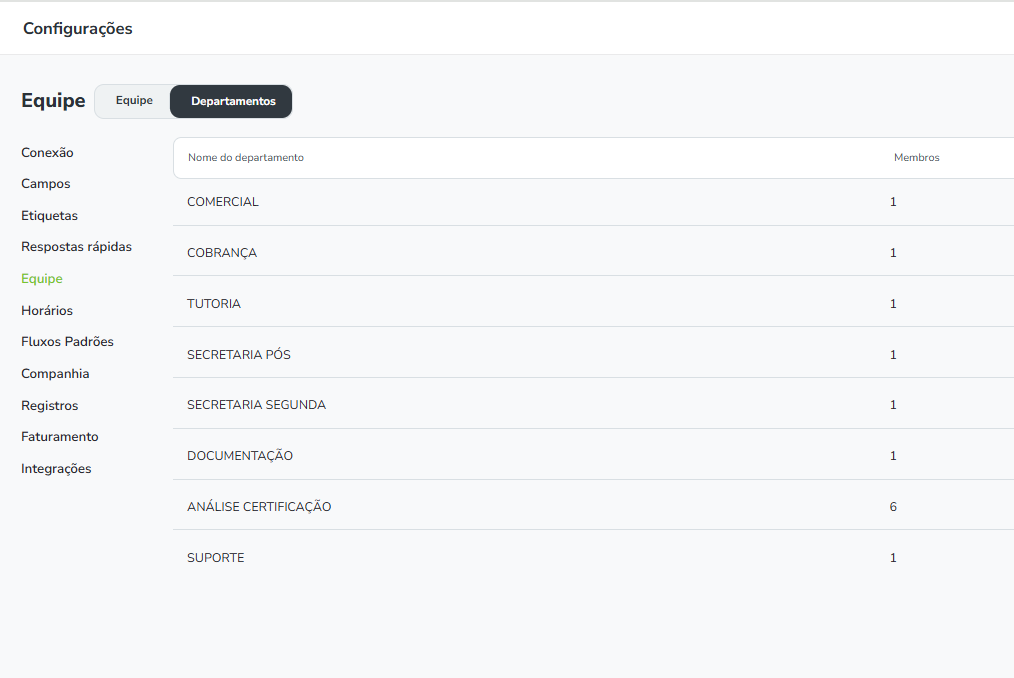 Configurações
Equipe
Equipe
Departamentos
Conexão
Campos
Etiquetas
Respostas rápidas
Equipe
Horários
Fluxos Padrões
Companhia
Registros
Faturamento
Integrações
Nome do departamento Membros
COMERCIAL 1
COBRANÇA 1
TUTORIA 1
SECRETARIA PÓS 1
SECRETARIA SEGUNDA 1
DOCUMENTAÇÃO 1
ANÁLISE CERTIFICAÇÃO 6
SUPORTE 1